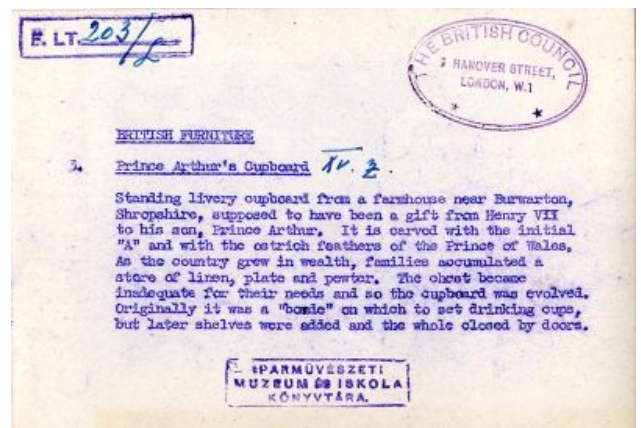 E. LT. 203/L
THE BRITISH COUNCIL
3 HANOVER STREET,
LONDON, W.1
BRITISH FURNITURE
3. Prince Arthur's Cupboard XV. z.
Standing livery cupboard from a farmhouse near Burwarton,
Shropshire, supposed to have been a gift from Henry VII
to his son, Prince Arthur. It is carved with the initial
"A" and with the ostrich feathers of the Prince of Wales.
As the country grew in wealth, families accumulated a
store of linen, plate and pewter. The chest became
inadequate for their needs and so the cupboard was evolved.
Originally it was a "borde" on which to set drinking cups,
but later shelves were added and the whole closed by doors.
IPARMŰVÉSZETI
MUZEUM ÉS ISKOLA
KÖNYVTÁRA.